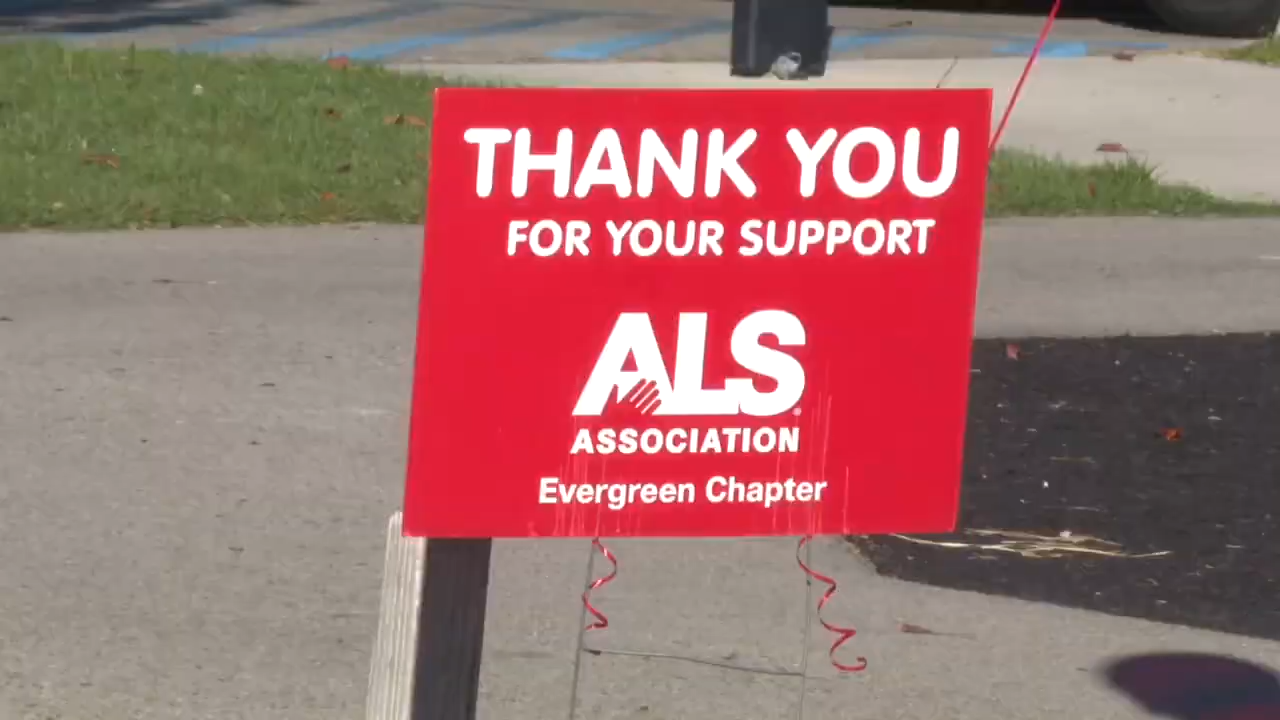 THANK YOU
FOR YOUR SUPPORT
ALS
ASSOCIATION
Evergreen Chapter